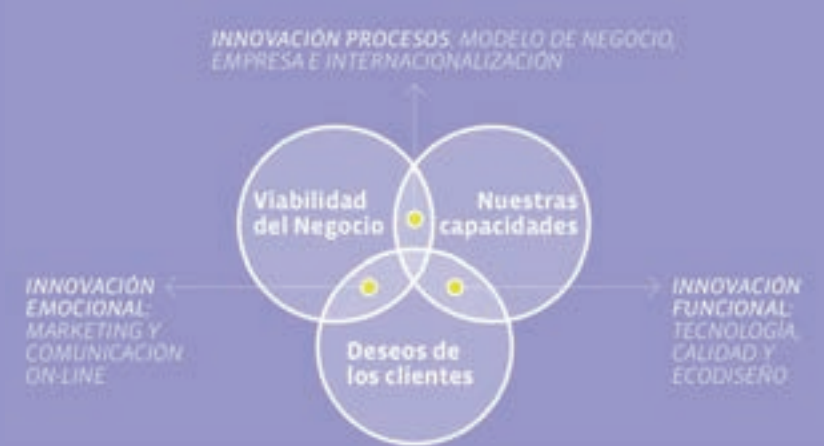 INNOVACIÓN PROCESOS: MODELO DE NEGOCIO,
EMPRESA E INTERNACIONALIZACIÓN
Viabilidad
del Negocio
Nuestras
capacidades
INNOVACIÓN
EMOCIONAL:
MARKETING Y
COMUNICACIÓN
ON-LINE
Deseos de
los clientes
INNOVACIÓN
FUNCIONAL:
TECNOLOGÍA,
CALIDAD Y
ECODISEÑO